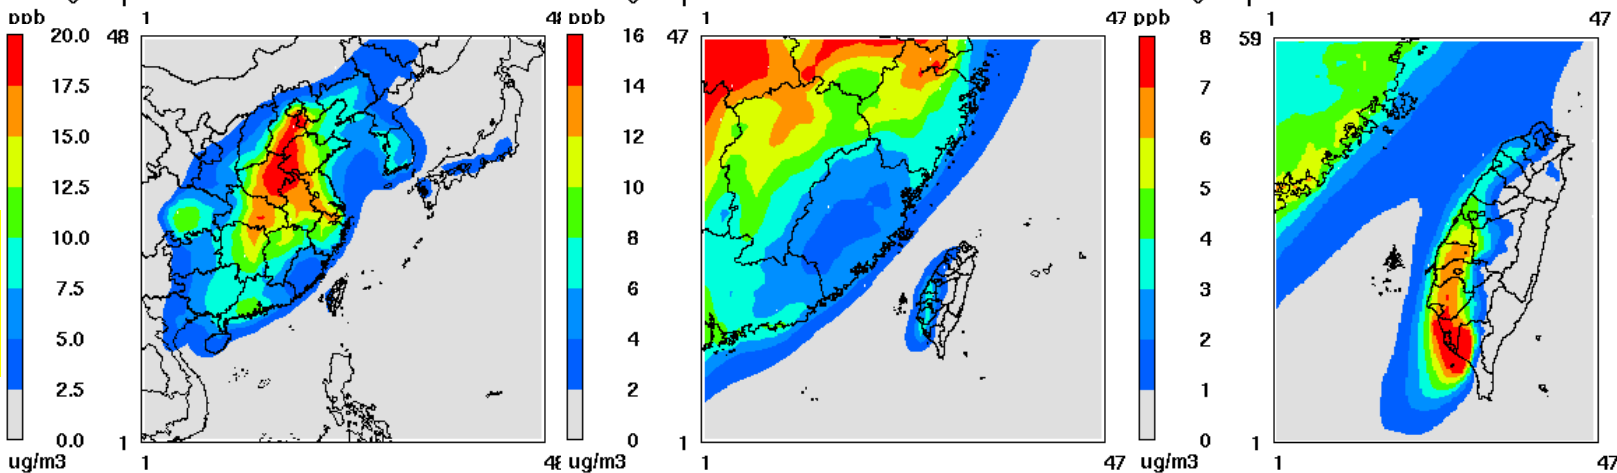 ppb 1 48 ppb 1 47 ppb 1 47
20.0 48 16 47 8 59
17.5 14 7
15.0 12 6
12.5 10 5
10.0 8 4
7.5 6 3
5.0 4 2
2.5 2 1
0.0 1 0 1 0 1
ug/m3 1 48 ug/m3 1 47 ug/m3 1 47